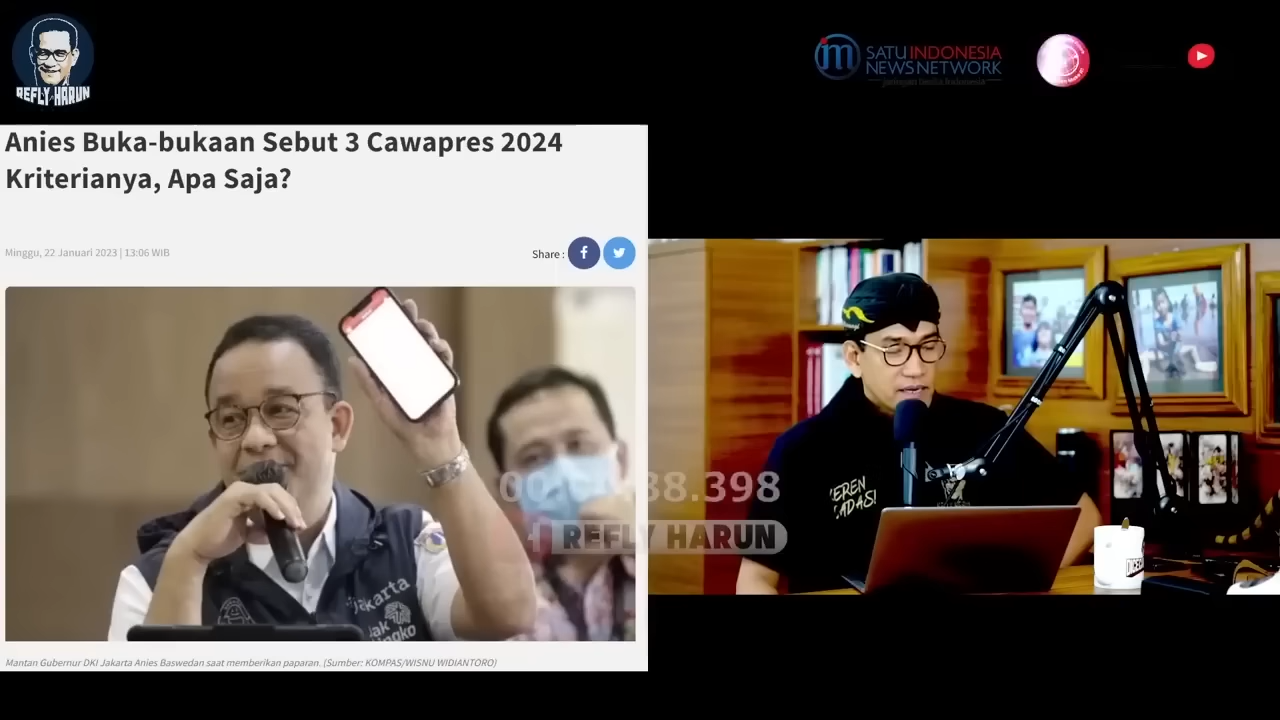 REFLY HARUN
SATU INDONESIA
NEWS NETWORK
Anies Buka-bukaan Sebut 3 Cawapres 2024
Kriterianya, Apa Saja?
Minggu, 22 Januari 2023 | 13:06 WIB
Share :
REFLY HARUN
Jakarta
Mantan Gubernur DKI Jakarta Anies Baswedan saat memberikan paparan. (Sumber: KOMPAS/WISNU WIDIANTORO)